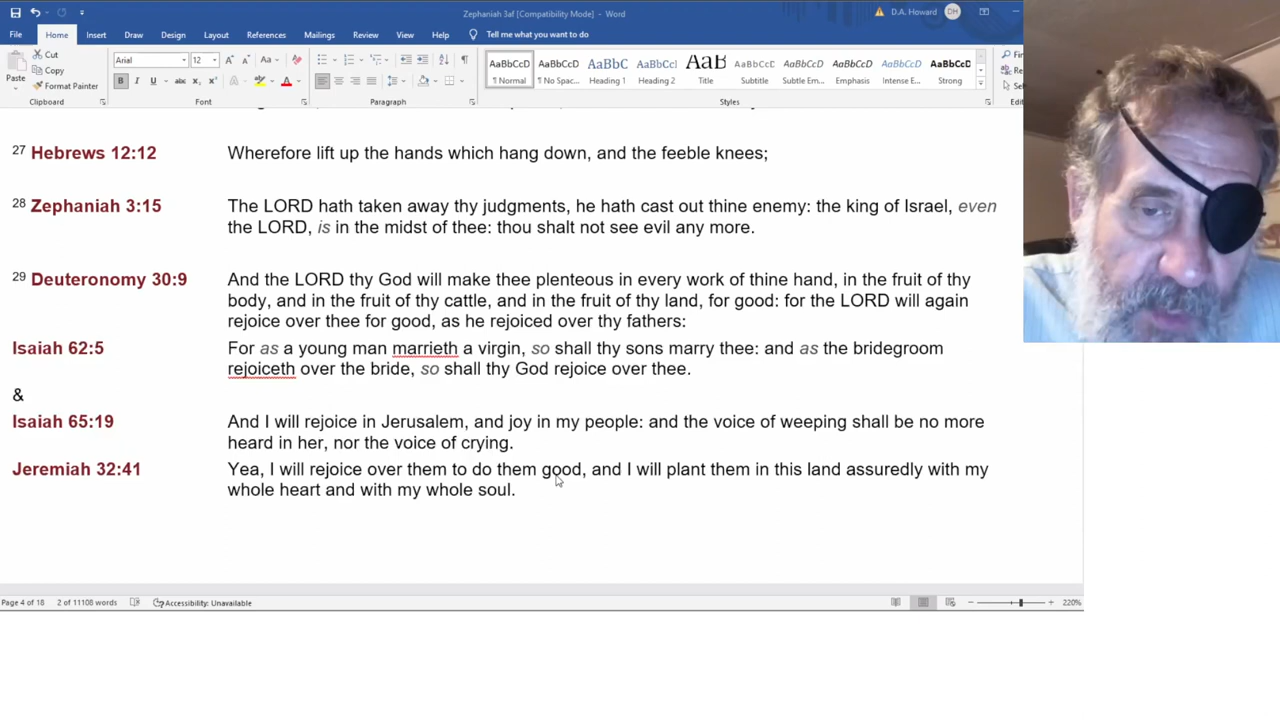 Zephaniah 3af [Compatibility Mode] - Word
D.A. Howard
DH
File Home Insert Draw Design Layout References Mailings Review View Help Tell me what you want to do
Paste
Cut
Copy
Format Painter
Clipboard
Arial 12
Font
Paragraph
AaBbCcD AaBbCcD AaBbC AaBbCcl AaB AaBbCcD AaBbCcD AaBbCcD AaBbCcD AaBbCcD
¶ Normal ¶ No Spac... Heading 1 Heading 2 Title Subtitle Subtle Em... Emphasis Intense E... Strong
Styles
27 Hebrews 12:12 Wherefore lift up the hands which hang down, and the feeble knees;
28 Zephaniah 3:15 The LORD hath taken away thy judgments, he hath cast out thine enemy: the king of Israel, even
the LORD, is in the midst of thee: thou shalt not see evil any more.
29 Deuteronomy 30:9 And the LORD thy God will make thee plenteous in every work of thine hand, in the fruit of thy
body, and in the fruit of thy cattle, and in the fruit of thy land, for good: for the LORD will again
rejoice over thee for good, as he rejoiced over thy fathers:
Isaiah 62:5 For as a young man marrieth a virgin, so shall thy sons marry thee: and as the bridegroom
rejoiceth over the bride, so shall thy God rejoice over thee.
&
Isaiah 65:19 And I will rejoice in Jerusalem, and joy in my people: and the voice of weeping shall be no more
heard in her, nor the voice of crying.
Jeremiah 32:41 Yea, I will rejoice over them to do them good, and I will plant them in this land assuredly with my
whole heart and with my whole soul.
Page 4 of 18 2 of 11108 words Accessibility: Unavailable 220%